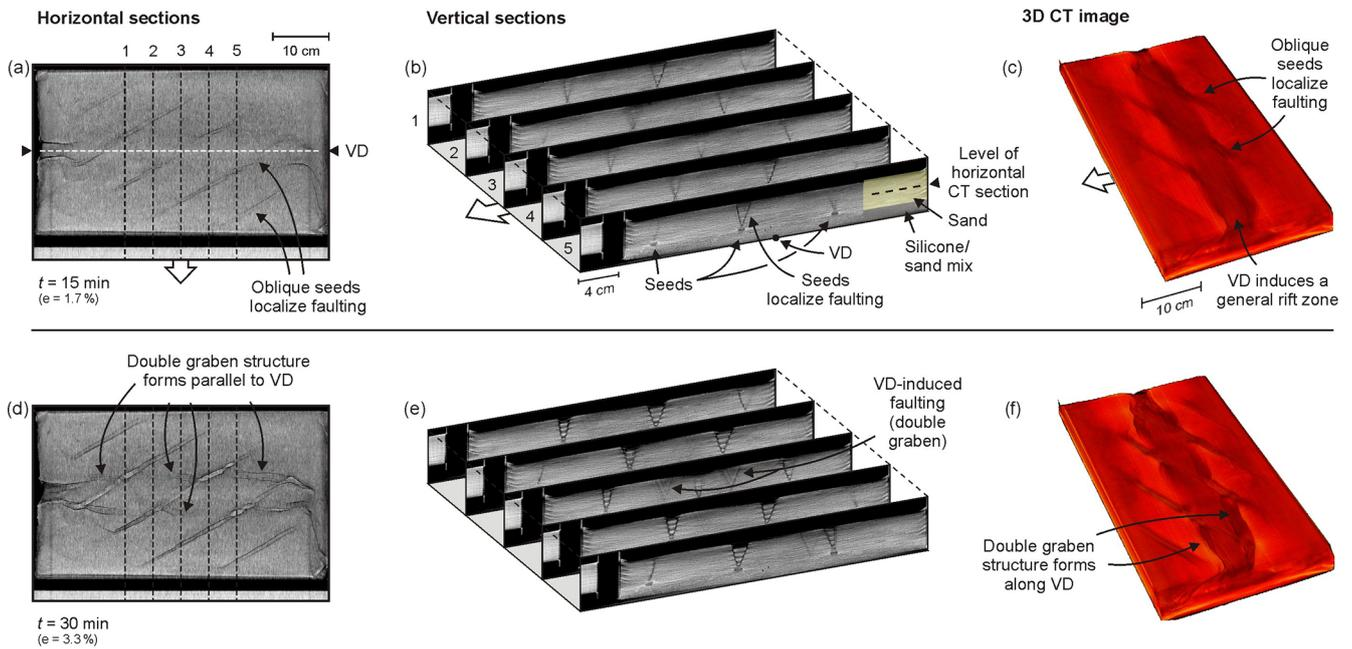 Horizontal sections
Vertical sections
3D CT image
(a)
1 2 3 4 5
10 cm
VD
t = 15 min
(e = 1.7 %)
Oblique seeds
localize faulting
(b)
1
2
3
4
5
4 cm
Seeds
Seeds
localize faulting
VD
Silicone/
sand mix
Sand
Level of
horizontal
CT section
(c)
Oblique
seeds
localize
faulting
VD induces a
general rift zone
10 cm
Double graben structure
forms parallel to VD
(d)
t = 30 min
(e = 3.3 %)
(e)
VD-induced
faulting
(double
graben)
(f)
Double graben
structure forms
along VD